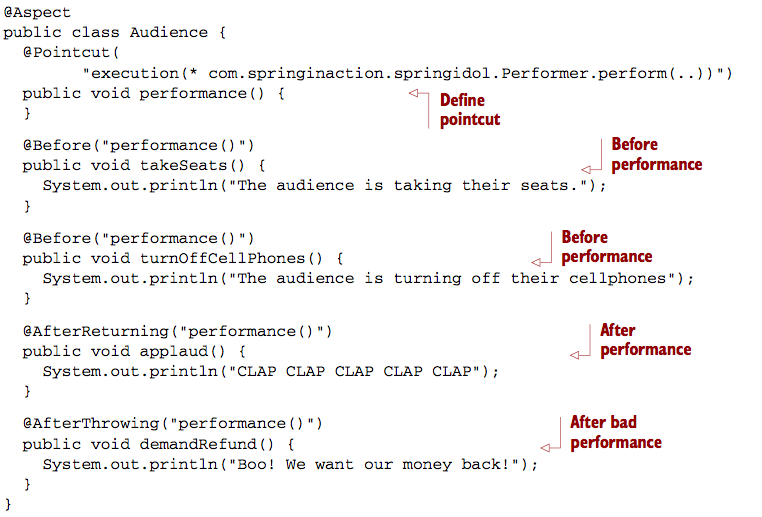 @Aspect
public class Audience {
@Pointcut(
"execution(* com.springinaction.springidol.Performer.perform(..))")
public void performance() {
}
Define
pointcut
@Before("performance()")
public void takeSeats() {
System.out.println("The audience is taking their seats.");
}
Before
performance
@Before("performance()")
public void turnOffCellPhones() {
System.out.println("The audience is turning off their cellphones");
}
Before
performance
@AfterReturning("performance()")
public void applaud() {
System.out.println("CLAP CLAP CLAP CLAP CLAP");
}
After
performance
@AfterThrowing("performance()")
public void demandRefund() {
System.out.println("Boo! We want our money back!");
}
After bad
performance
}